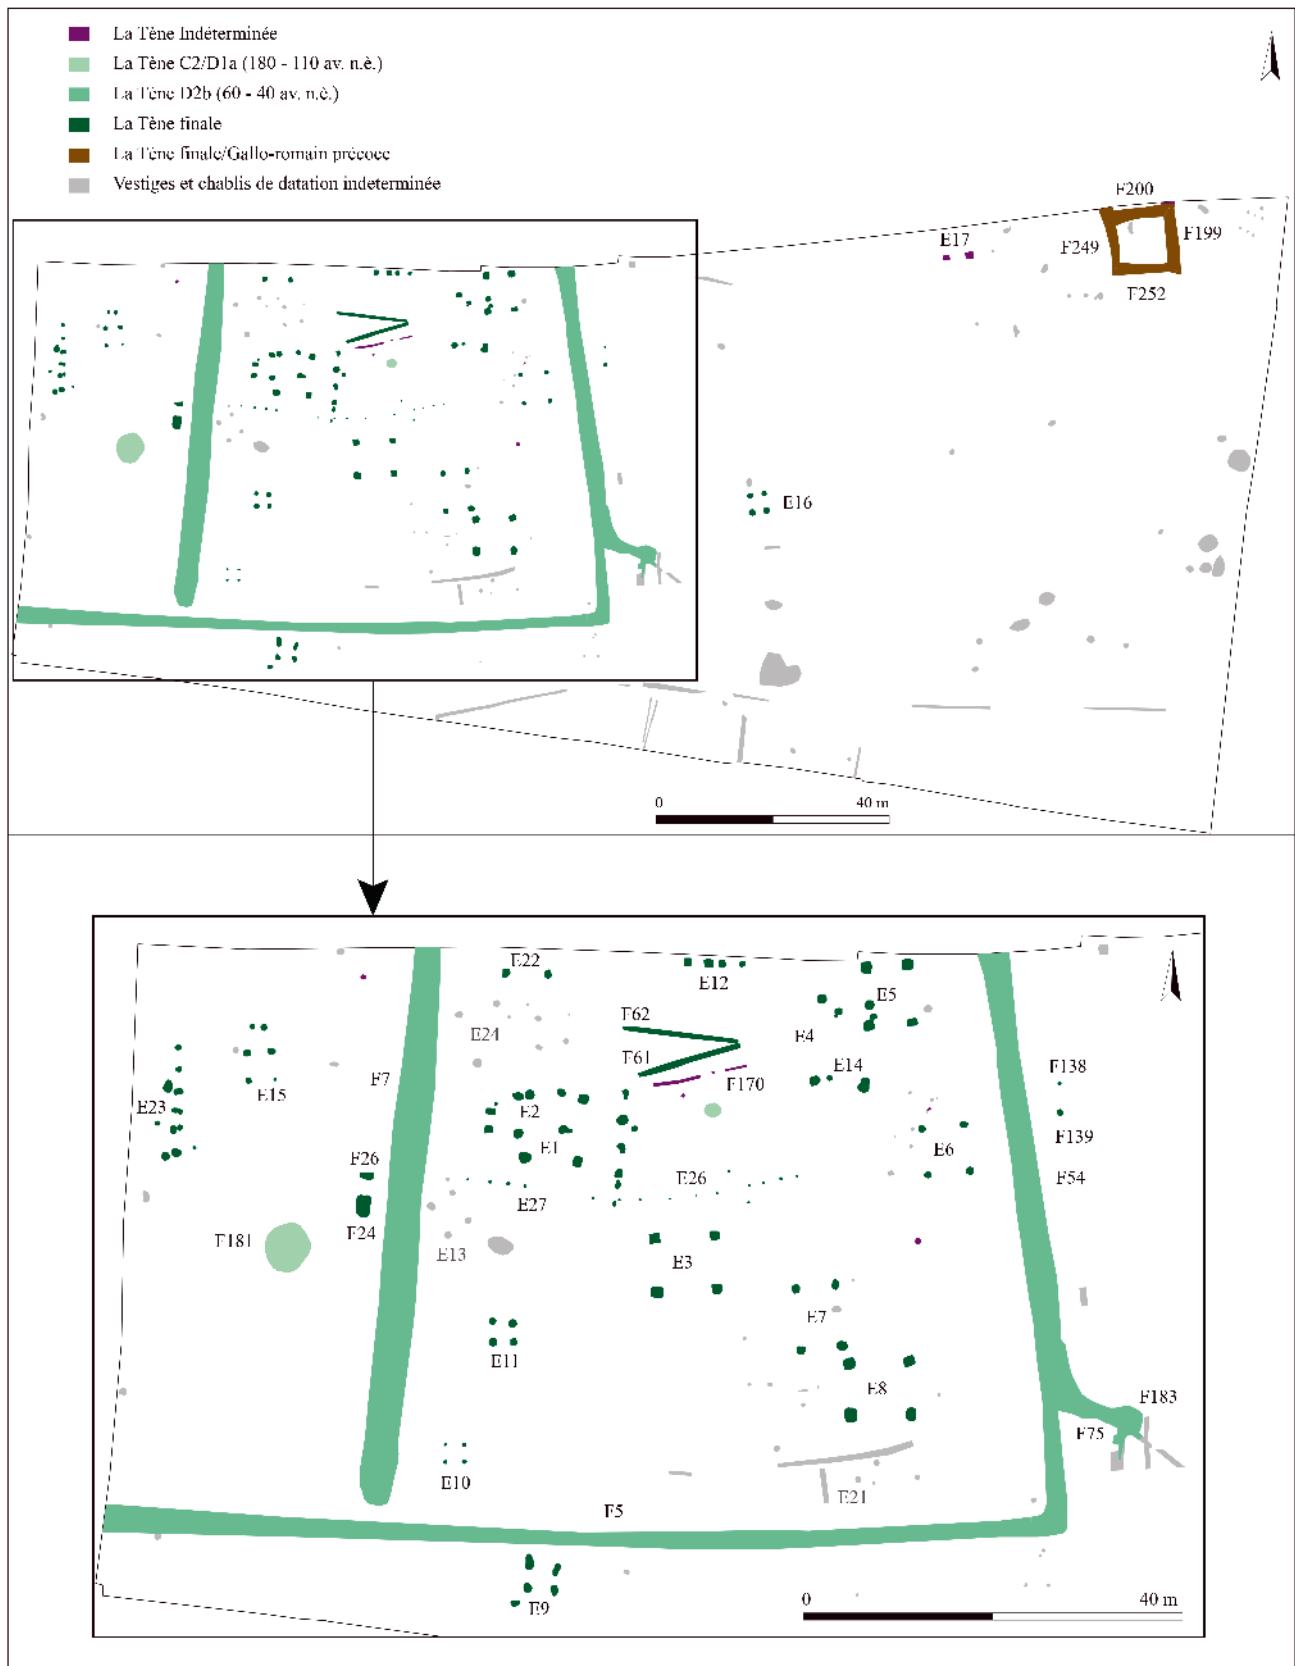 La Tène Indéterminée
La Tène C2/D1a (180 - 110 av. n.è.)
La Tène D2b (60 - 40 av. n.è.)
La Tène finale
La Tène finale/Gallo-romain précoce
Vestiges et chablis de datation indeterminée
F200
E17
F249
F199
F252
E16
0 40 m
E22
E12
E5
F62
E24
E4
F61
E14
F7
F170
F138
E15
E23
E2
F139
E1
E6
F26
E26
F54
E27
F24
F181
E13
E3
E7
E11
E8
F183
F75
E10
E21
F5
0 40 m
E9